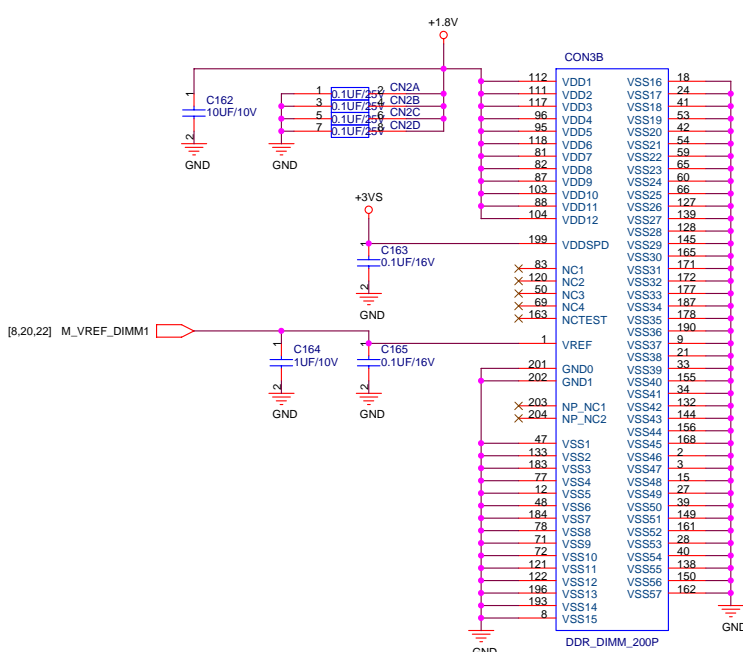 +1.8V
1
C162
10UF/10V
2
GND
1 0.1UF/25V 2 CN2A
3 0.1UF/25V 4 CN2B
5 0.1UF/25V 6 CN2C
7 0.1UF/25V 8 CN2D
GND
+3VS
1
C163
0.1UF/16V
2
GND
[8,20,22] M_VREF_DIMM1
1
C164
1UF/10V
2
GND
1
C165
0.1UF/16V
2
GND
CON3B
112 VDD1
111 VDD2
117 VDD3
96 VDD4
95 VDD5
118 VDD6
81 VDD7
82 VDD8
87 VDD9
103 VDD10
88 VDD11
104 VDD12
199 VDDSPD
83 NC1
120 NC2
50 NC3
69 NC4
163 NCTEST
1 VREF
201 GND0
202 GND1
203 NP_NC1
204 NP_NC2
47 VSS1
133 VSS2
183 VSS3
77 VSS4
12 VSS5
48 VSS6
184 VSS7
78 VSS8
71 VSS9
72 VSS10
121 VSS11
122 VSS12
196 VSS13
193 VSS14
8 VSS15
GND
VSS16 18
VSS17 24
VSS18 41
VSS19 53
VSS20 42
VSS21 54
VSS22 59
VSS23 65
VSS24 60
VSS25 66
VSS26 127
VSS27 139
VSS28 128
VSS29 145
VSS30 165
VSS31 171
VSS32 172
VSS33 177
VSS34 187
VSS35 178
VSS36 190
VSS37 9
VSS38 21
VSS39 33
VSS40 155
VSS41 34
VSS42 132
VSS43 144
VSS44 156
VSS45 168
VSS46 2
VSS47 3
VSS48 15
VSS49 27
VSS50 39
VSS51 149
VSS52 161
VSS53 28
VSS54 40
VSS55 138
VSS56 150
VSS57 162
GND
DDR_DIMM_200P